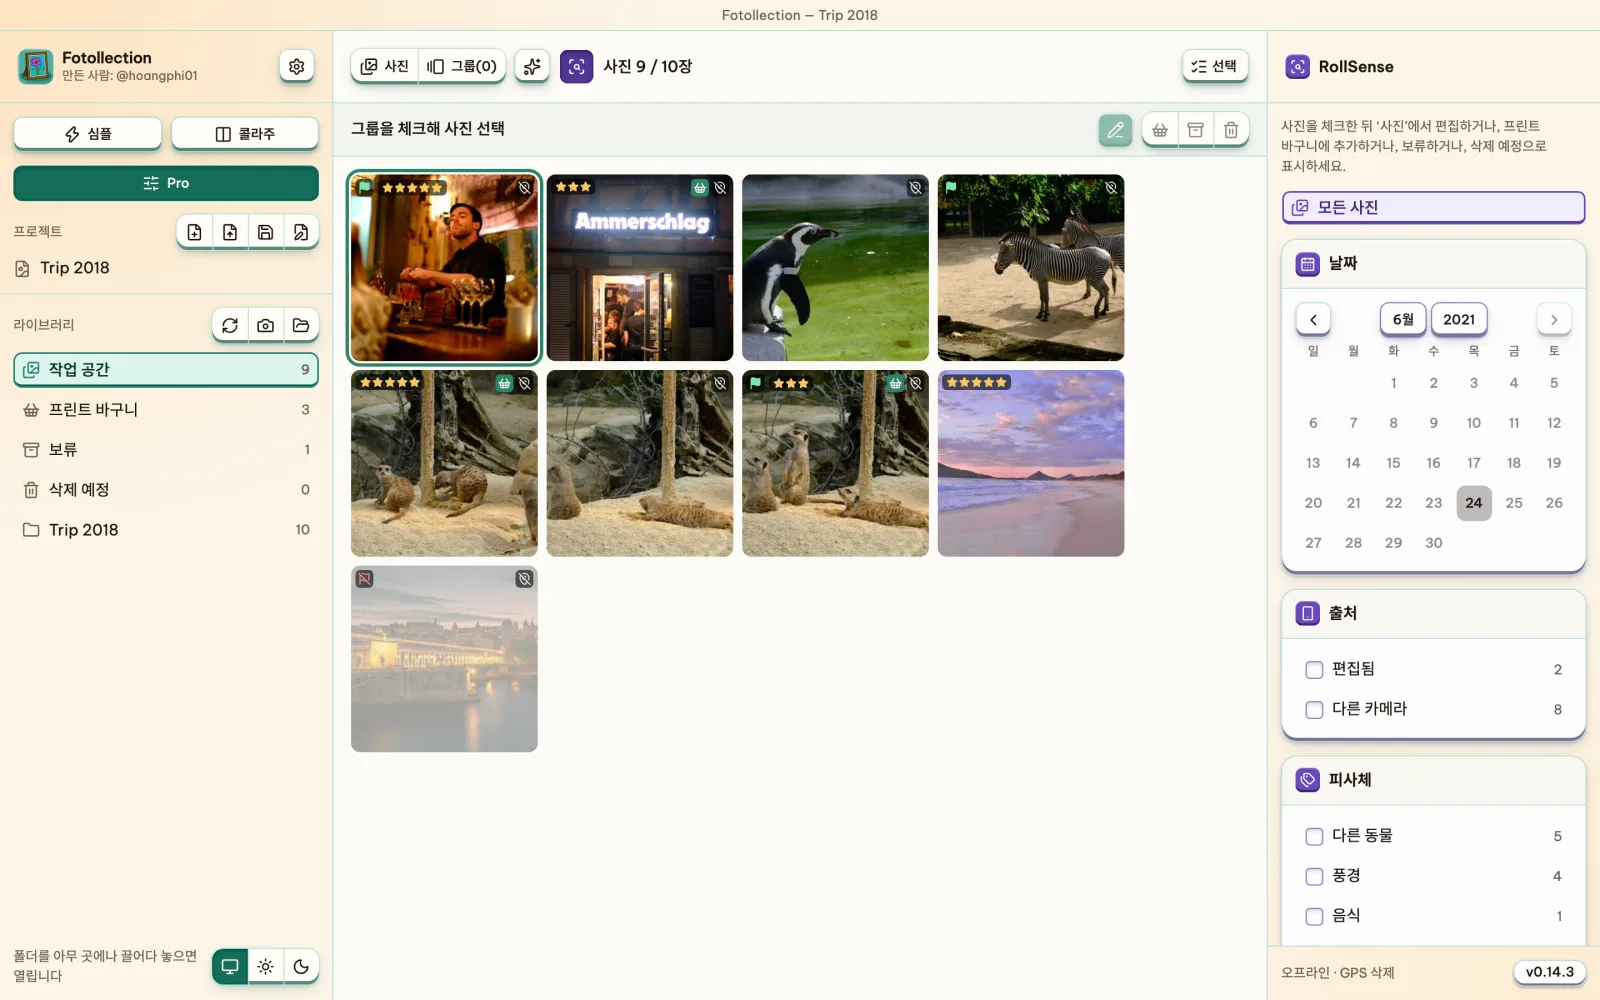 Fotollection — Trip 2018
Fotollection
만든 사람: @hoangphi01
심플
콜라주
Pro
프로젝트
Trip 2018
라이브러리
작업 공간 9
프린트 바구니 3
보류 1
삭제 예정 0
Trip 2018 10
폴더를 아무 곳에나 끌어다 놓으면
열립니다
사진
그룹(0)
사진 9 / 10장
선택
그룹을 체크해 사진 선택
Ammerschlag
RollSense
사진을 체크한 뒤 ‘사진’에서 편집하거나, 프린트
바구니에 추가하거나, 보류하거나, 삭제 예정으로
표시하세요.
모든 사진
날짜
6월 2021
일 월 화 수 목 금 토
1 2 3 4 5
6 7 8 9 10 11 12
13 14 15 16 17 18 19
20 21 22 23 24 25 26
27 28 29 30
출처
편집됨 2
다른 카메라 8
피사체
다른 동물 5
풍경 4
음식 1
오프라인 · GPS 삭제
v0.14.3